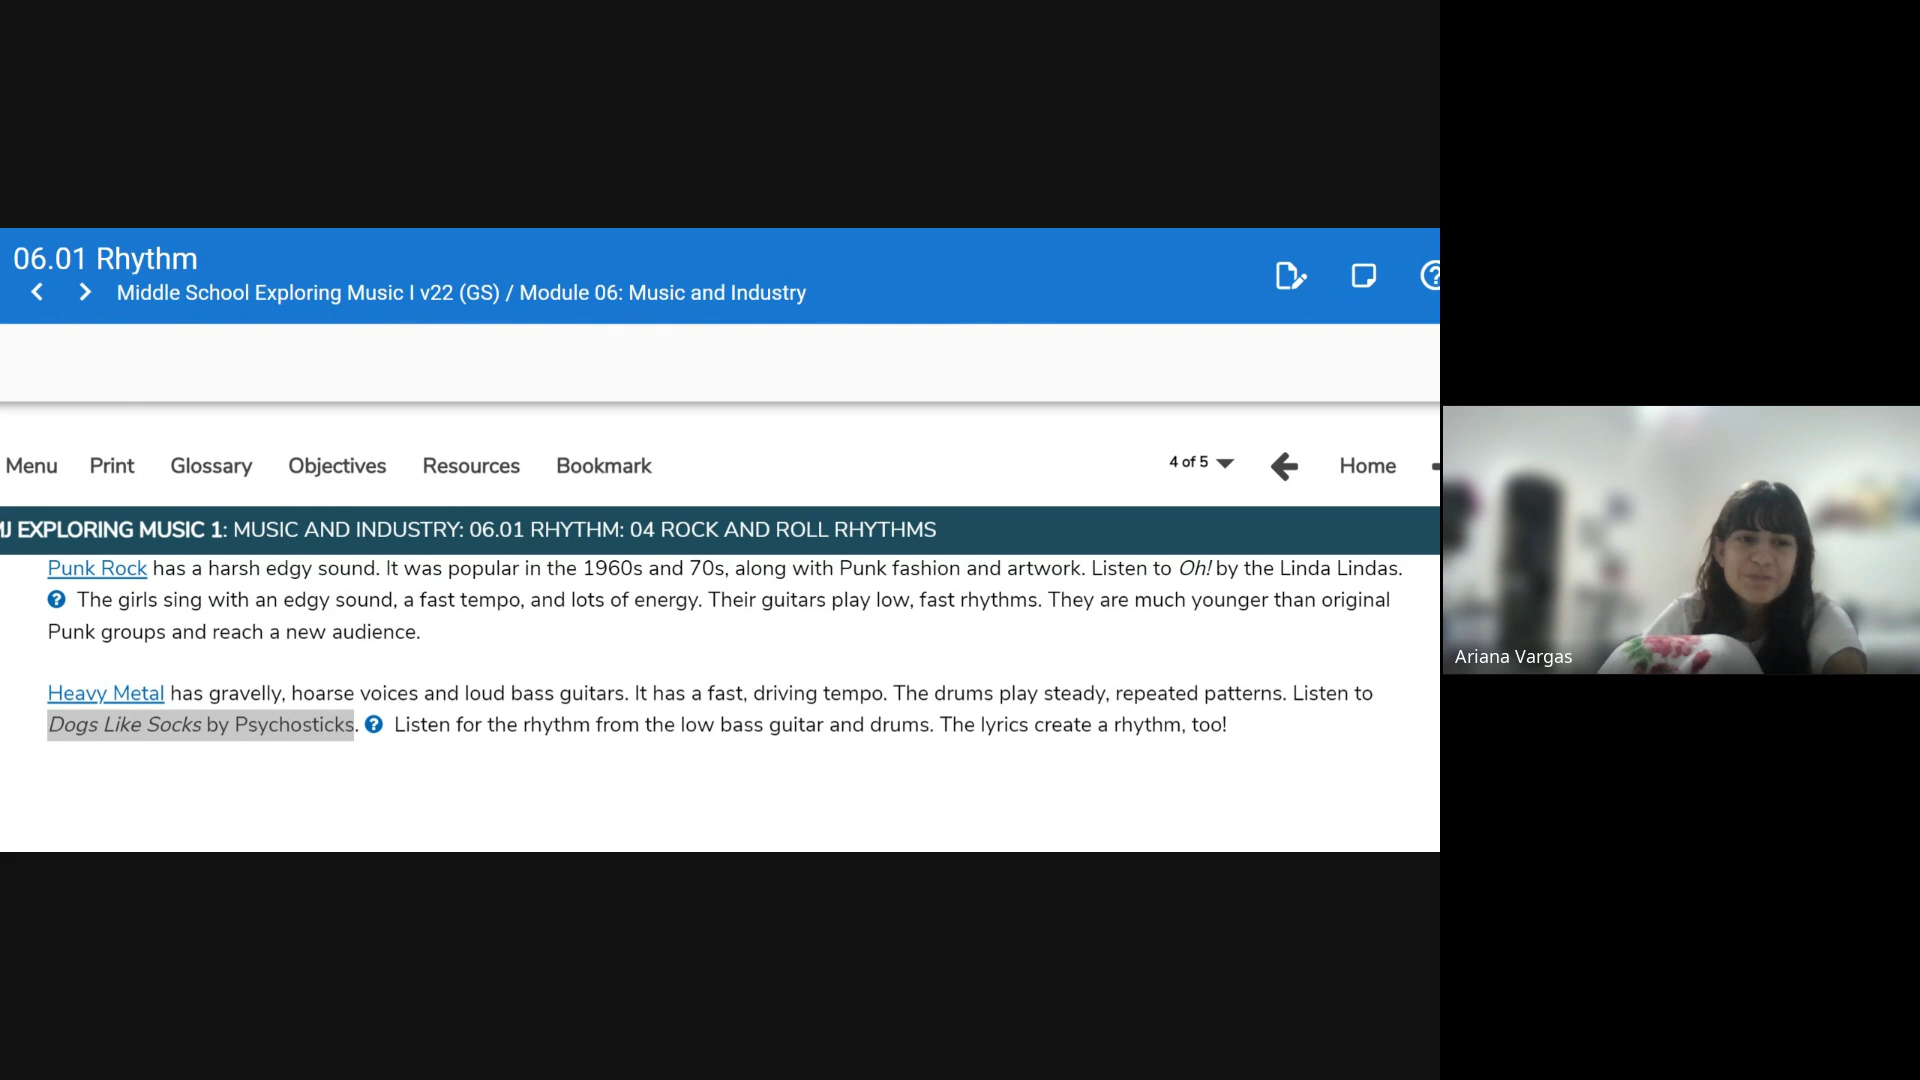 06.01 Rhythm
Middle School Exploring Music I v22 (GS) / Module 06: Music and Industry
Menu Print Glossary Objectives Resources Bookmark 4 of 5 Home
MJ EXPLORING MUSIC 1: MUSIC AND INDUSTRY: 06.01 RHYTHM: 04 ROCK AND ROLL RHYTHMS
Punk Rock has a harsh edgy sound. It was popular in the 1960s and 70s, along with Punk fashion and artwork. Listen to Oh! by the Linda Lindas.
The girls sing with an edgy sound, a fast tempo, and lots of energy. Their guitars play low, fast rhythms. They are much younger than original
Punk groups and reach a new audience.
Heavy Metal has gravelly, hoarse voices and loud bass guitars. It has a fast, driving tempo. The drums play steady, repeated patterns. Listen to
Dogs Like Socks by Psychosticks. Listen for the rhythm from the low bass guitar and drums. The lyrics create a rhythm, too!
Ariana Vargas